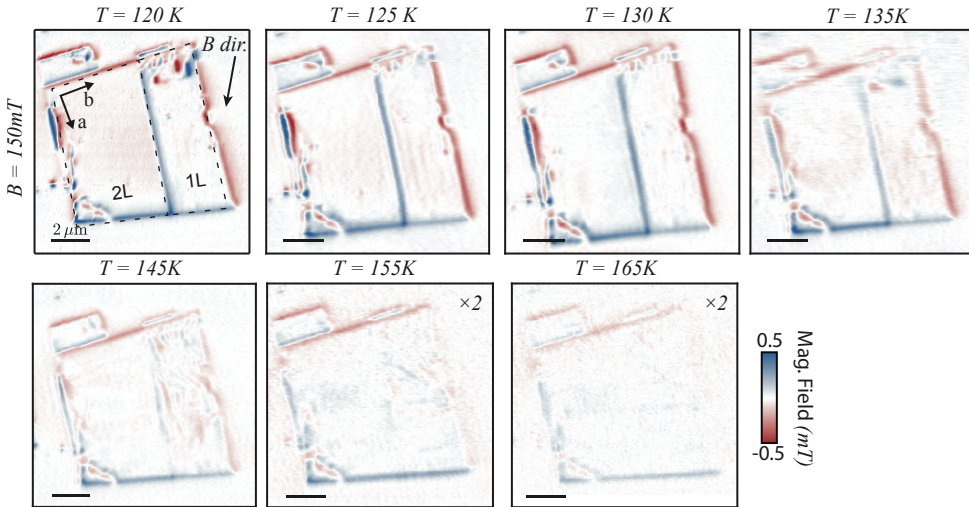 T = 120 K
T = 125 K
T = 130 K
T = 135K
B = 150mT
B dir.
b
a
2L
1L
2 μm
T = 145K
T = 155K
T = 165K
×2
×2
0.5
-0.5
Mag. Field (mT)